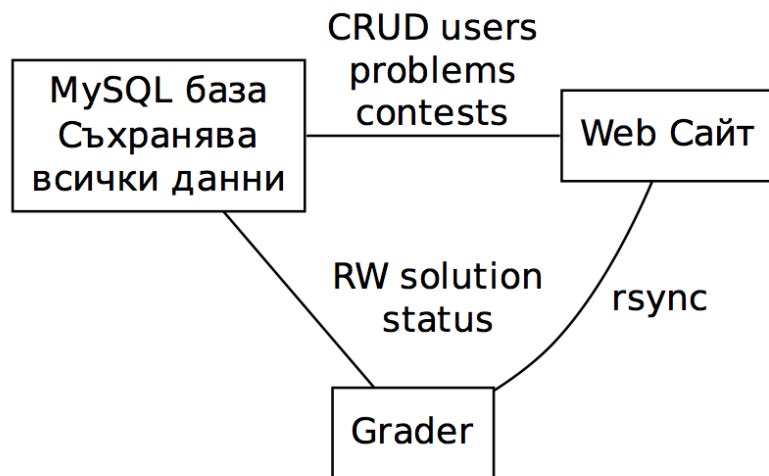 CRUD users
problems
contests
MySQL база
Съхранява
всички данни
Web Сайт
RW solution
status
rsync
Grader